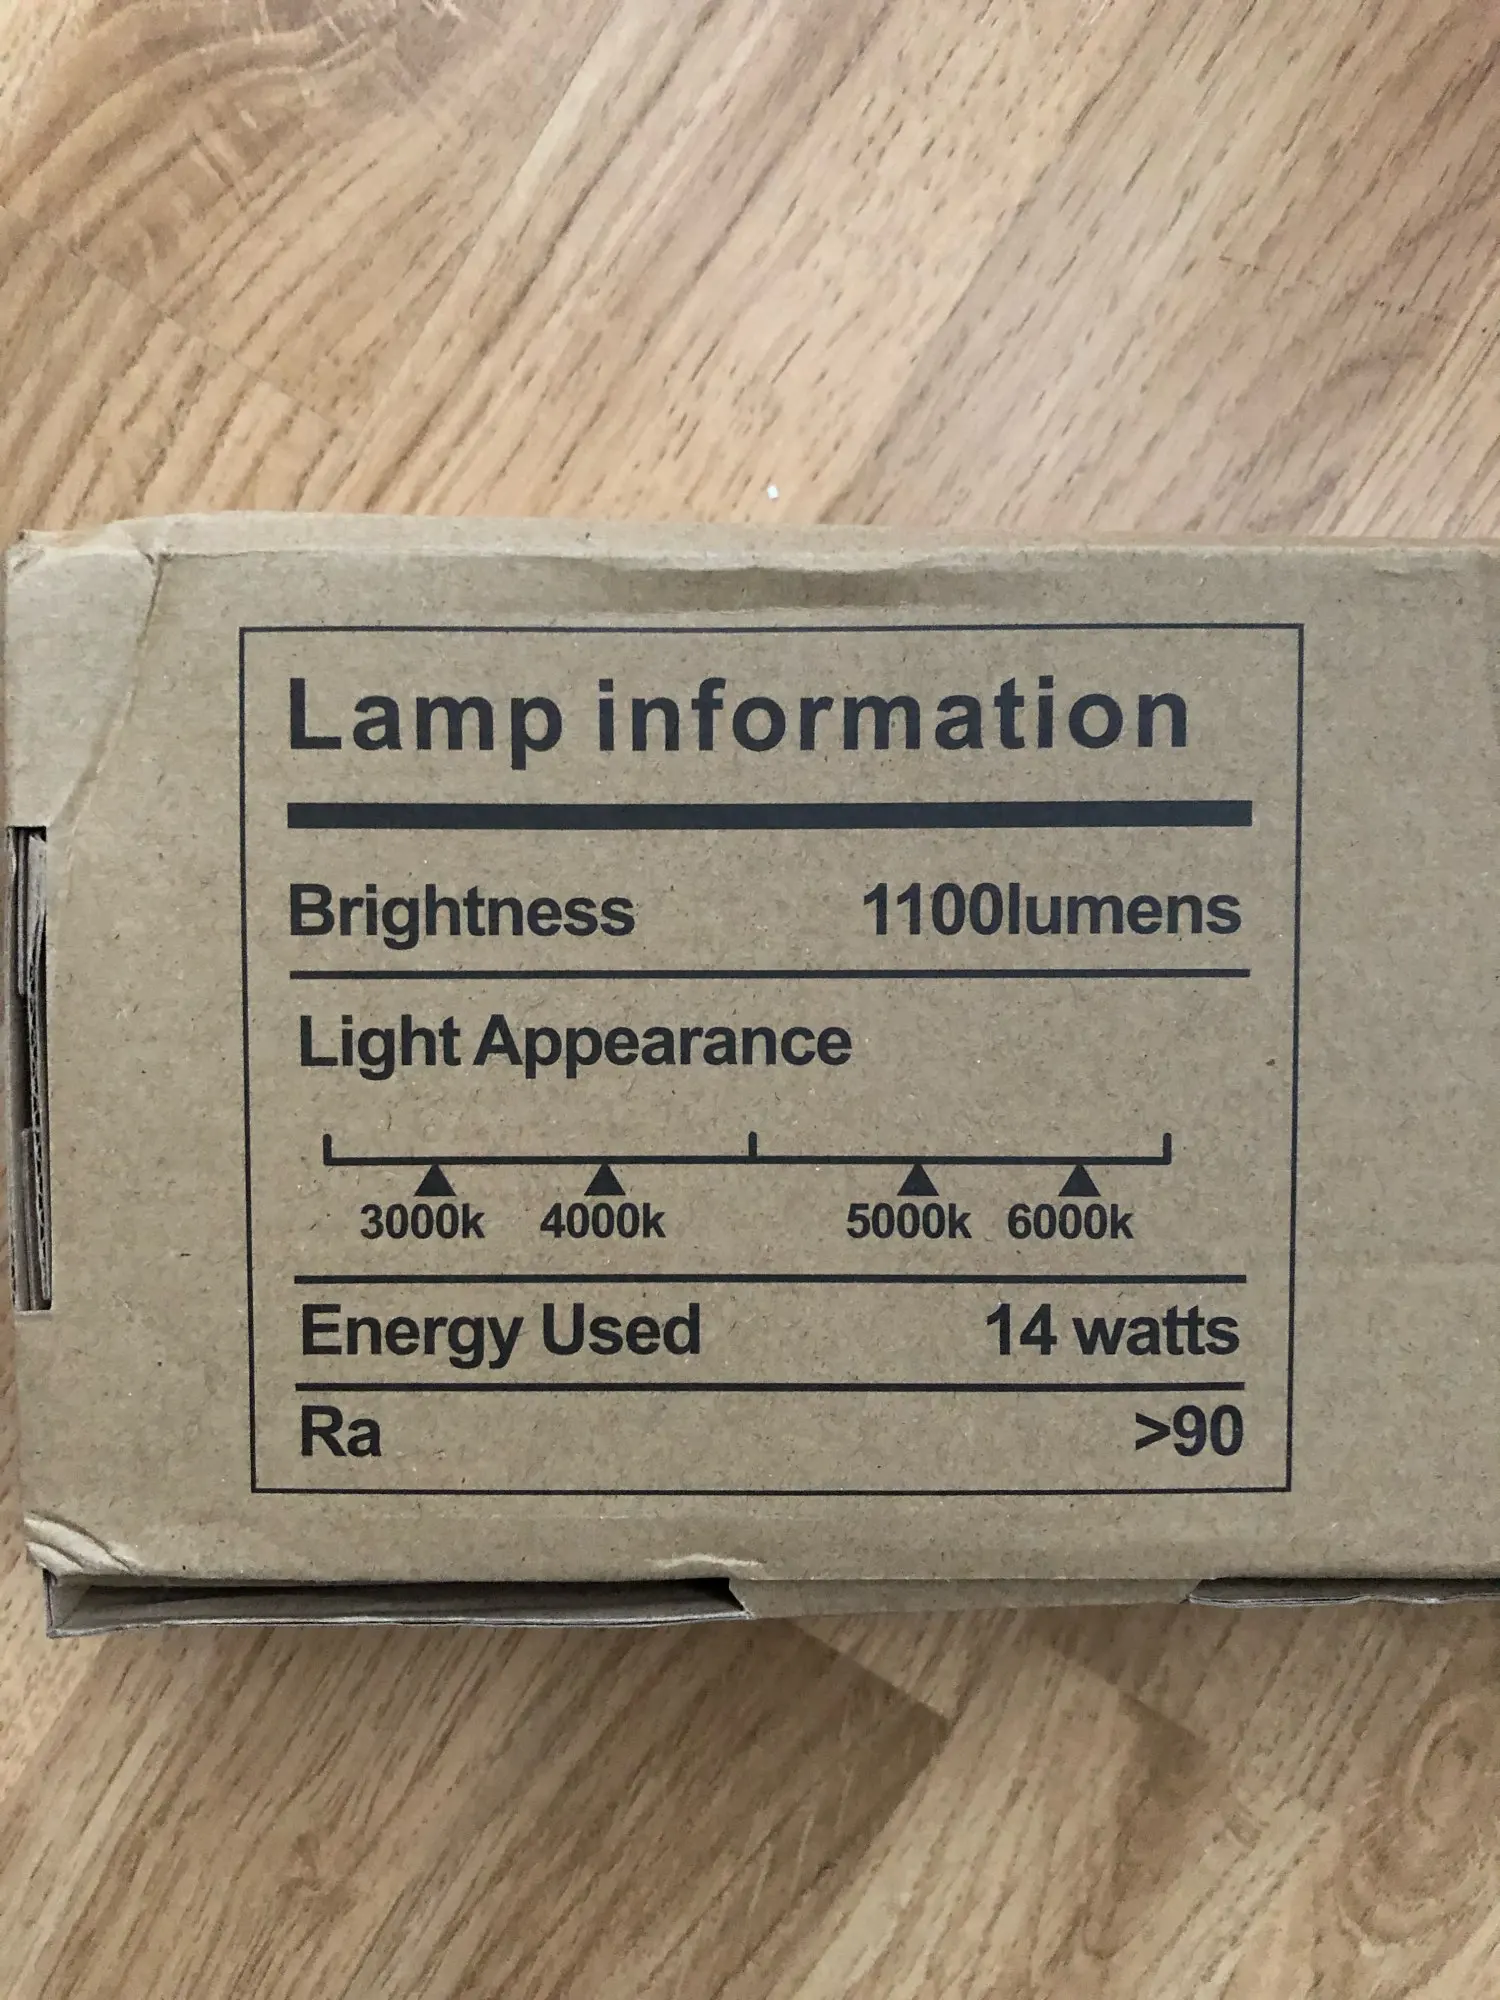 Lamp information
Brightness 1100lumens
Light Appearance
3000k 4000k 5000k 6000k
Energy Used 14 watts
Ra >90